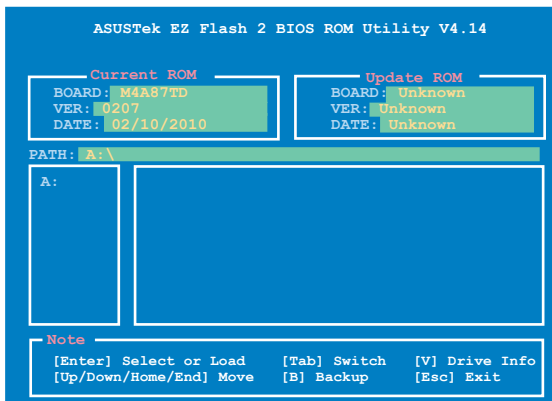 ASUSTek EZ Flash 2 BIOS ROM Utility V4.14
Current ROM
BOARD: M4A87TD
VER: 0207
DATE: 02/10/2010
Update ROM
BOARD: Unknown
VER: Unknown
DATE: Unknown
PATH: A:\
A:
Note
[Enter] Select or Load [Tab] Switch [V] Drive Info
[Up/Down/Home/End] Move [B] Backup [Esc] Exit